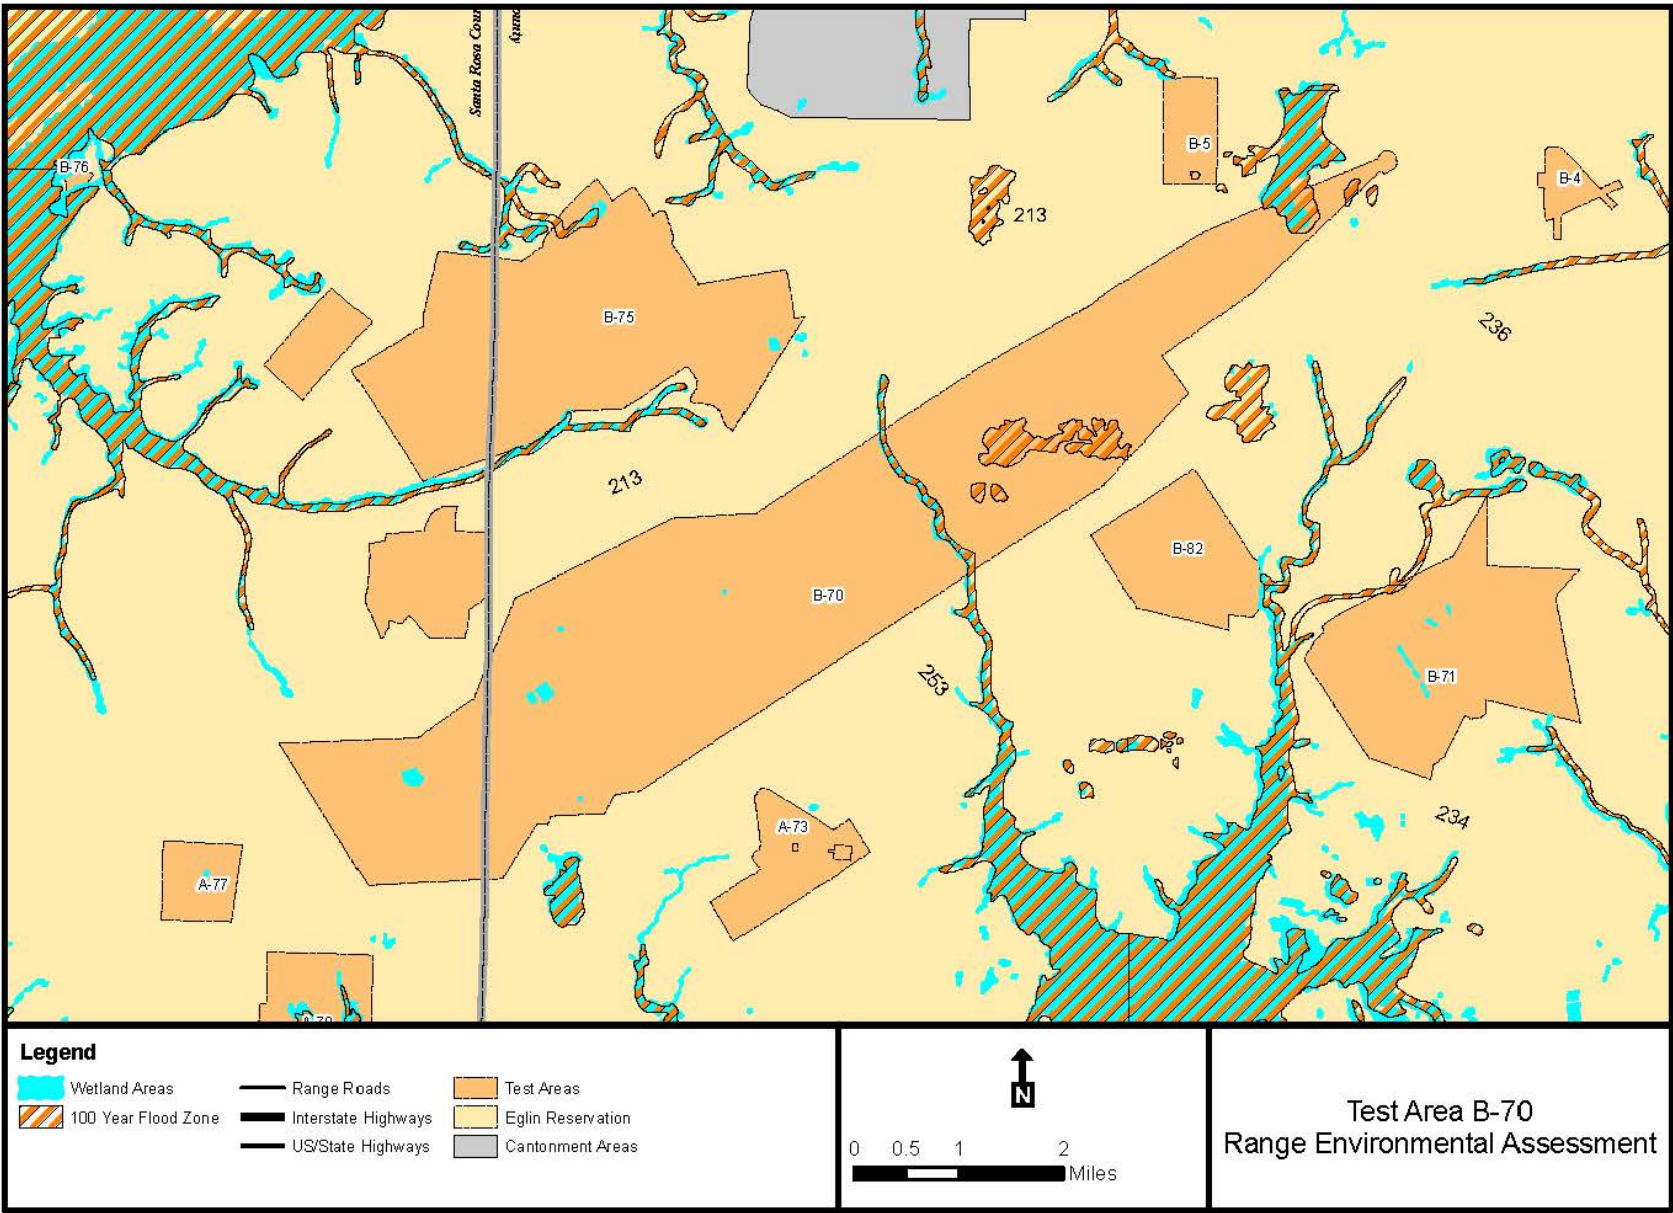 Santa Rosa Coun
B-5
B-76
B-4
213
B-75
236
213
B-82
B-70
B-71
253
A-73
234
A-77
Legend
Wetland Areas
100 Year Flood Zone
Range Roads
Interstate Highways
US/State Highways
Test Areas
Eglin Reservation
Cantonment Areas
N
0 0.5 1 2
Miles
Test Area B-70
Range Environmental Assessment